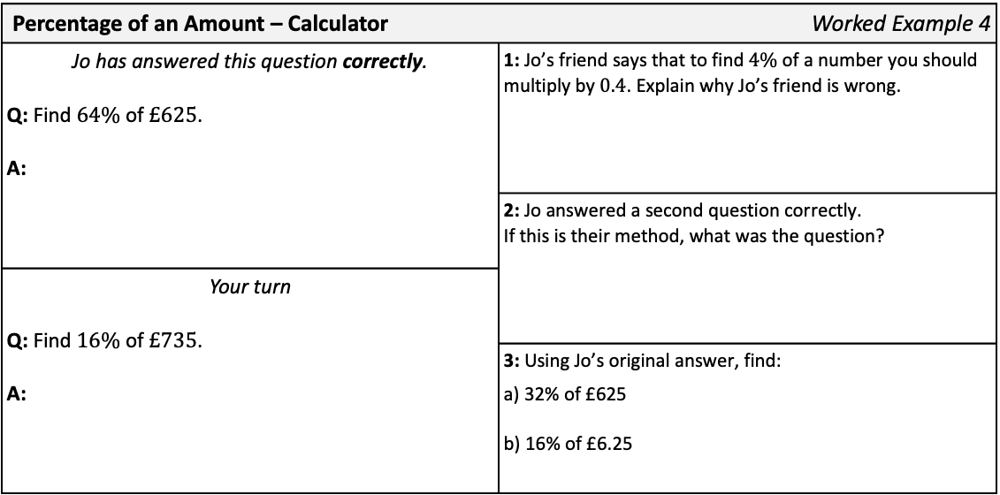 Percentage of an Amount – Calculator
Worked Example 4
Jo has answered this question correctly.
Q: Find 64% of £625.
A:
Your turn
Q: Find 16% of £735.
A:
1: Jo’s friend says that to find 4% of a number you should
multiply by 0.4. Explain why Jo’s friend is wrong.
2: Jo answered a second question correctly.
If this is their method, what was the question?
3: Using Jo’s original answer, find:
a) 32% of £625
b) 16% of £6.25